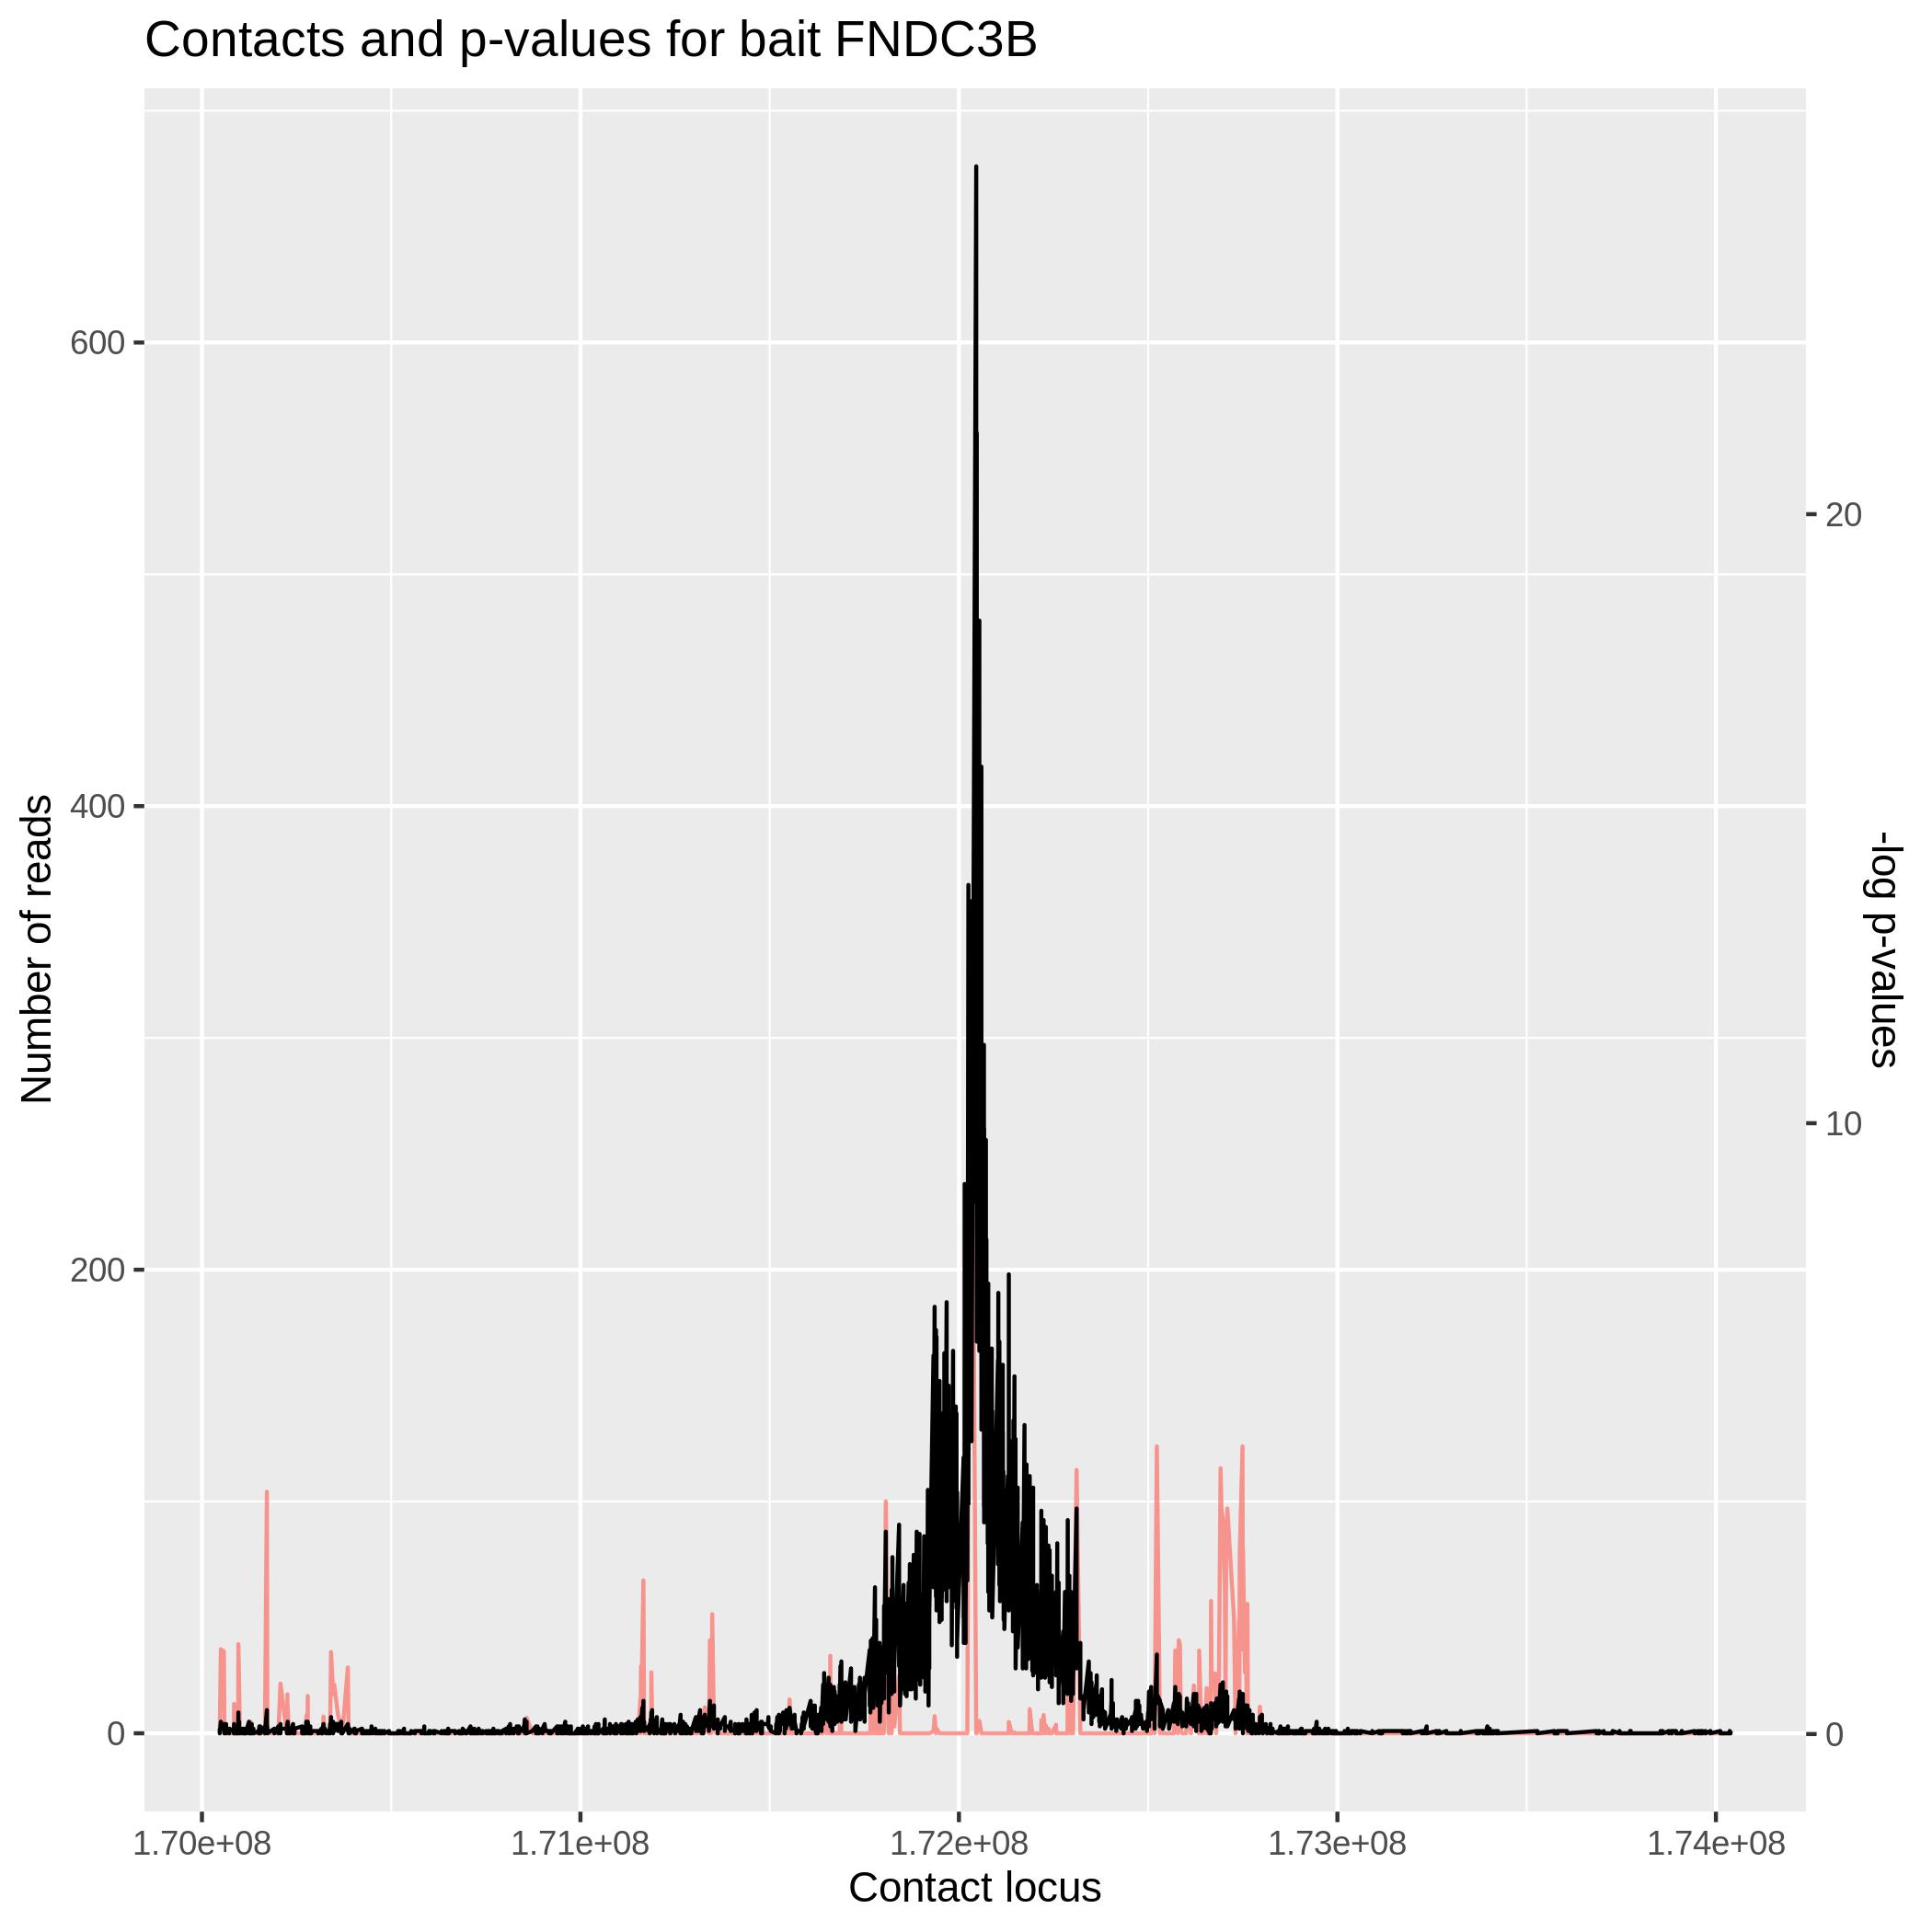 Contacts and p-values for bait FNDC3B
Number of reads
600
400
200
0
20
10
0
-log p-values
1.70e+08
1.71e+08
1.72e+08
1.73e+08
1.74e+08
Contact locus